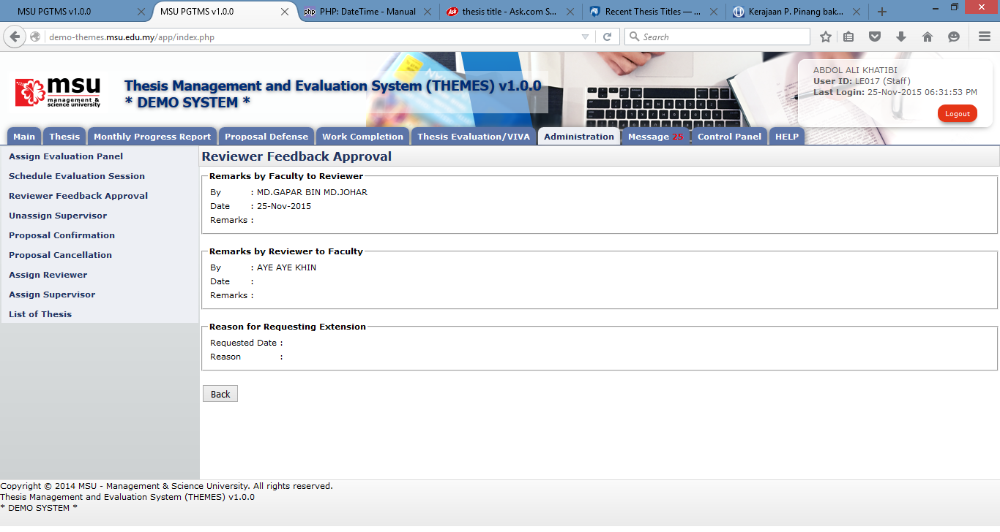 MSU PGTMS v1.0.0
MSU PGTMS v1.0.0
PHP: DateTime - Manual
thesis title - Ask.com S...
Recent Thesis Titles — ...
Kerajaan P. Pinang bak...
demo-themes.msu.edu.my/app/index.php
Search
msu
management &
science university
Thesis Management and Evaluation System (THEMES) v1.0.0
* DEMO SYSTEM *
ABDOL ALI KHATIBI
User ID: LE017 (Staff)
Last Login: 25-Nov-2015 06:31:53 PM
Logout
Main
Thesis
Monthly Progress Report
Proposal Defense
Work Completion
Thesis Evaluation/VIVA
Administration
Message 25
Control Panel
HELP
Assign Evaluation Panel
Schedule Evaluation Session
Reviewer Feedback Approval
Unassign Supervisor
Proposal Confirmation
Proposal Cancellation
Assign Reviewer
Assign Supervisor
List of Thesis
Reviewer Feedback Approval
Remarks by Faculty to Reviewer
By : MD.GAPAR BIN MD.JOHAR
Date : 25-Nov-2015
Remarks :
Remarks by Reviewer to Faculty
By : AYE AYE KHIN
Date :
Remarks :
Reason for Requesting Extension
Requested Date :
Reason :
Back
Copyright © 2014 MSU - Management & Science University. All rights reserved.
Thesis Management and Evaluation System (THEMES) v1.0.0
* DEMO SYSTEM *